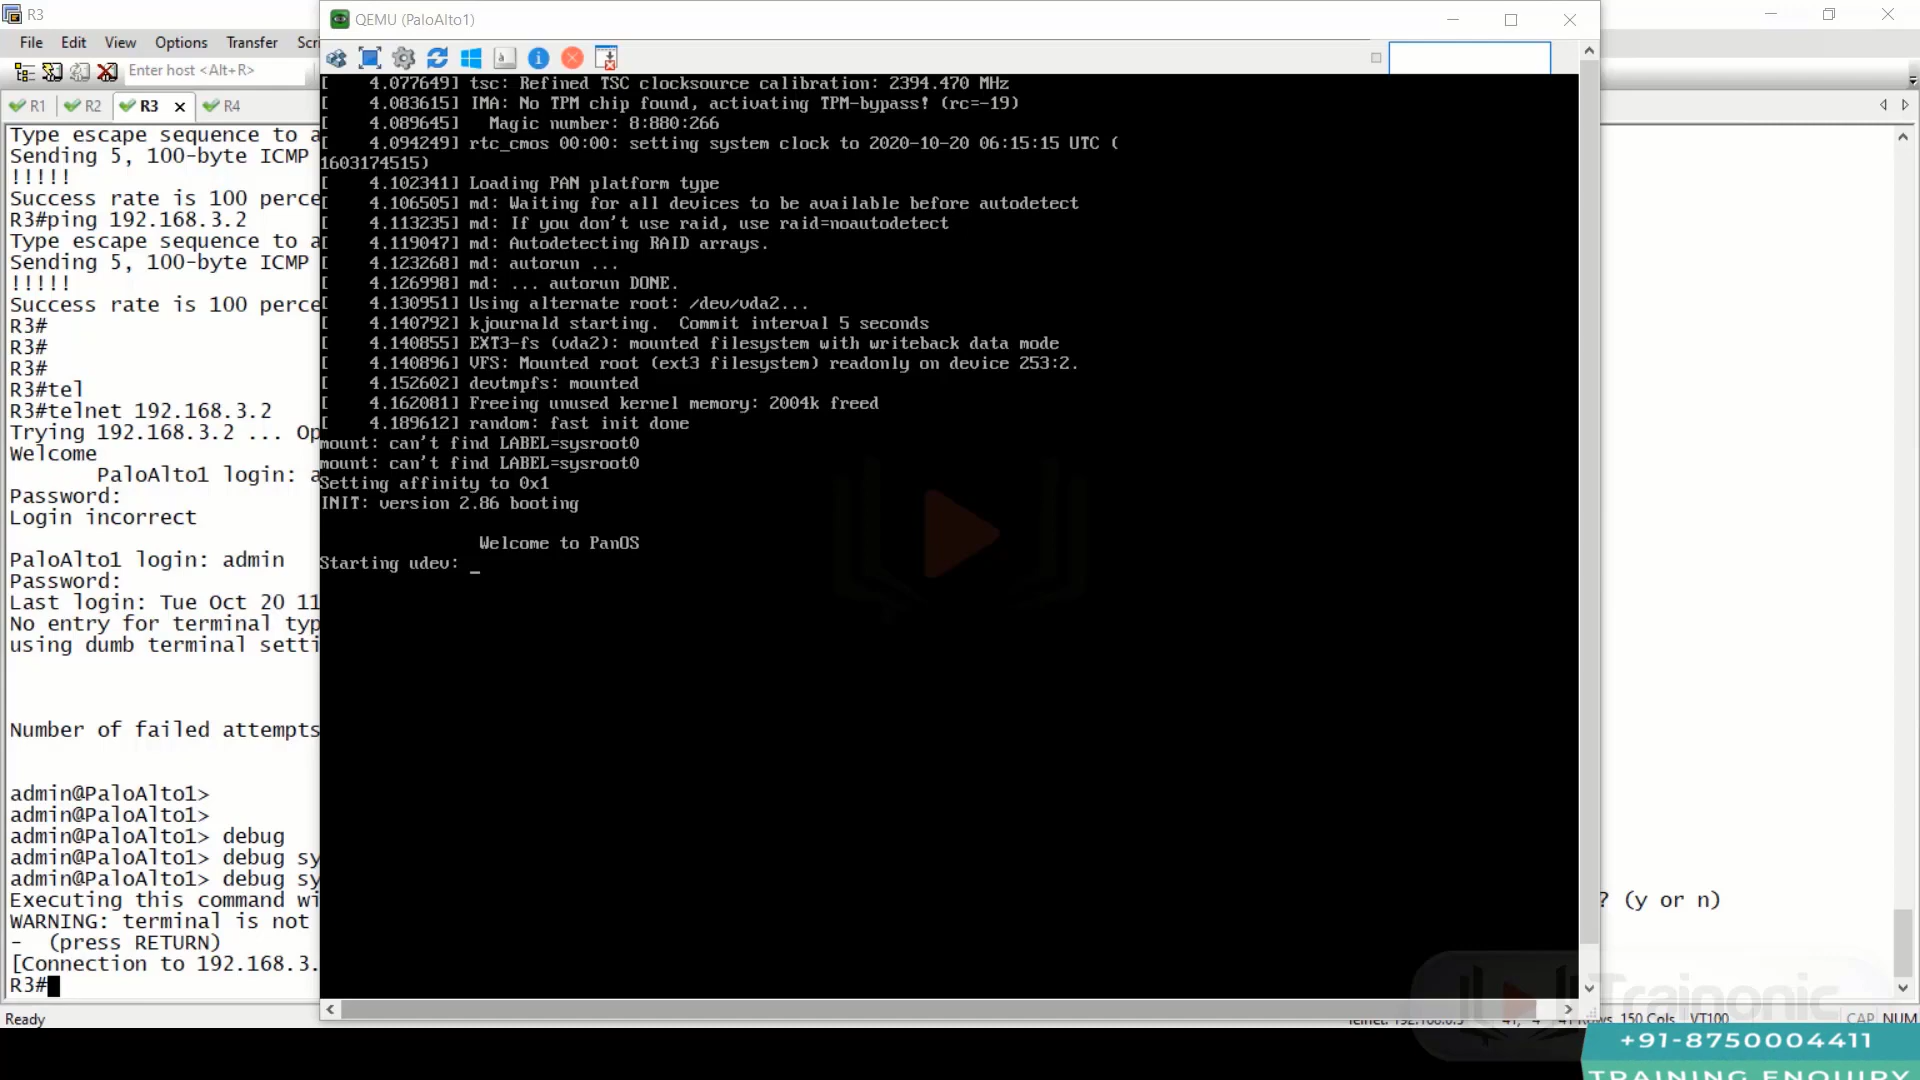 R3
QEMU (PaloAlto1)
File Edit View Options Transfer Scri
Enter host <Alt+R>
R1 R2 R3 R4
Type escape sequence to a
Sending 5, 100-byte ICMP
!!!!!
Success rate is 100 perce
R3#ping 192.168.3.2
Type escape sequence to a
Sending 5, 100-byte ICMP
!!!!!
Success rate is 100 perce
R3#
R3#
R3#
R3#tel
R3#telnet 192.168.3.2
Trying 192.168.3.2 ... Op
Welcome
PaloAlto1 login: a
Password:
Login incorrect
PaloAlto1 login: admin
Password:
Last login: Tue Oct 20 11
No entry for terminal typ
using dumb terminal setti
Number of failed attempts
admin@PaloAlto1>
admin@PaloAlto1>
admin@PaloAlto1> debug
admin@PaloAlto1> debug sy
admin@PaloAlto1> debug sy
Executing this command wi
? (y or n)
WARNING: terminal is not
- (press RETURN)
[Connection to 192.168.3.
R3#
[ 4.077649] tsc: Refined TSC clocksource calibration: 2394.470 MHz
[ 4.083615] IMA: No TPM chip found, activating TPM-bypass! (rc=-19)
[ 4.089645] Magic number: 8:880:266
[ 4.094249] rtc_cmos 00:00: setting system clock to 2020-10-20 06:15:15 UTC (
1603174515)
[ 4.102341] Loading PAN platform type
[ 4.106505] md: Waiting for all devices to be available before autodetect
[ 4.113235] md: If you don't use raid, use raid=noautodetect
[ 4.119047] md: Autodetecting RAID arrays.
[ 4.123268] md: autorun ...
[ 4.126998] md: ... autorun DONE.
[ 4.130951] Using alternate root: /dev/vda2...
[ 4.140792] kjournald starting. Commit interval 5 seconds
[ 4.140855] EXT3-fs (vda2): mounted filesystem with writeback data mode
[ 4.140896] VFS: Mounted root (ext3 filesystem) readonly on device 253:2.
[ 4.152602] devtmpfs: mounted
[ 4.162081] Freeing unused kernel memory: 2004k freed
[ 4.189612] random: fast init done
mount: can't find LABEL=sysroot0
mount: can't find LABEL=sysroot0
Setting affinity to 0x1
INIT: version 2.86 booting
Welcome to PanOS
Starting udev: _
Ready
150 Cols VT100 CAP NUM
Trainonic
+91-8750004411
TRAINING ENQUIRY